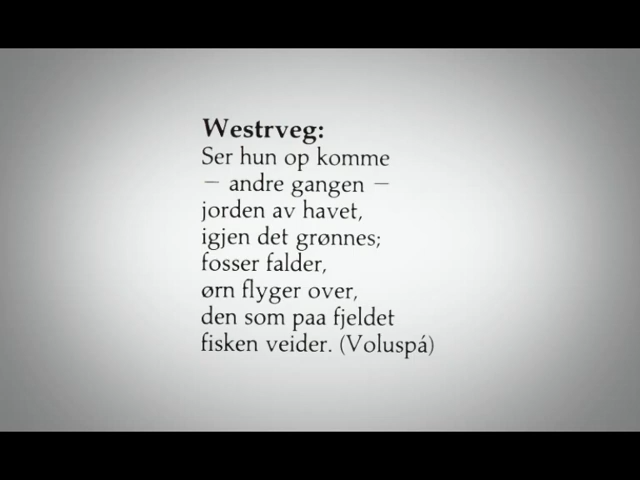 Westrveg:
Ser hun op komme
— andre gangen —
jorden av havet,
igjen det grønnes;
fosser falder,
ørn flyger over,
den som paa fjeldet
fisken veider. (Voluspá)